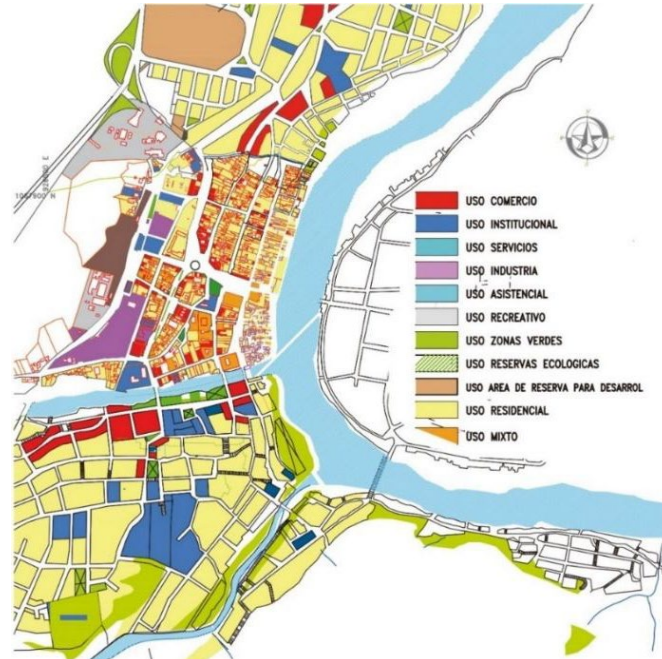 USO COMERCIO
USO INSTITUCIONAL
USO SERVICIOS
USO INDUSTRIA
USO ASISTENCIAL
USO RECREATIVO
USO ZONAS VERDES
USO RESERVAS ECOLOGICAS
USO AREA DE RESERVA PARA DESARROL
USO RESIDENCIAL
USO MIXTO